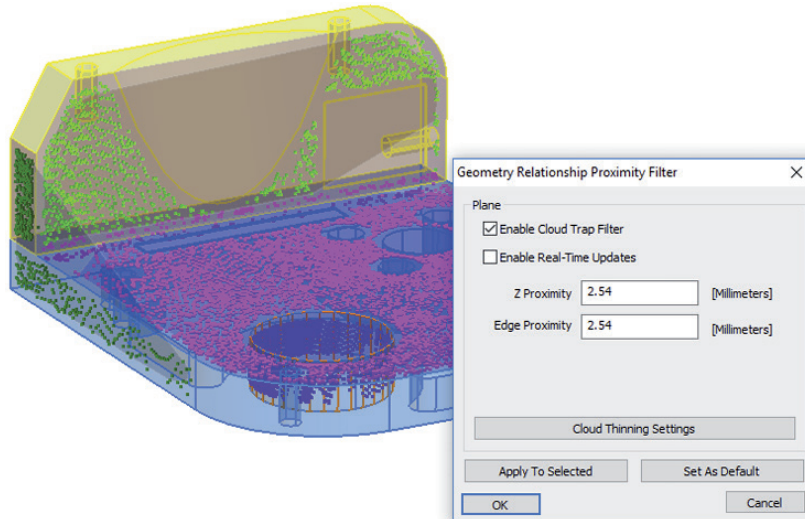 Geometry Relationship Proximity Filter
Plane
Enable Cloud Trap Filter
Enable Real-Time Updates
Z Proximity 2.54 [Millimeters]
Edge Proximity 2.54 [Millimeters]
Cloud Thinning Settings
Apply To Selected Set As Default
OK Cancel